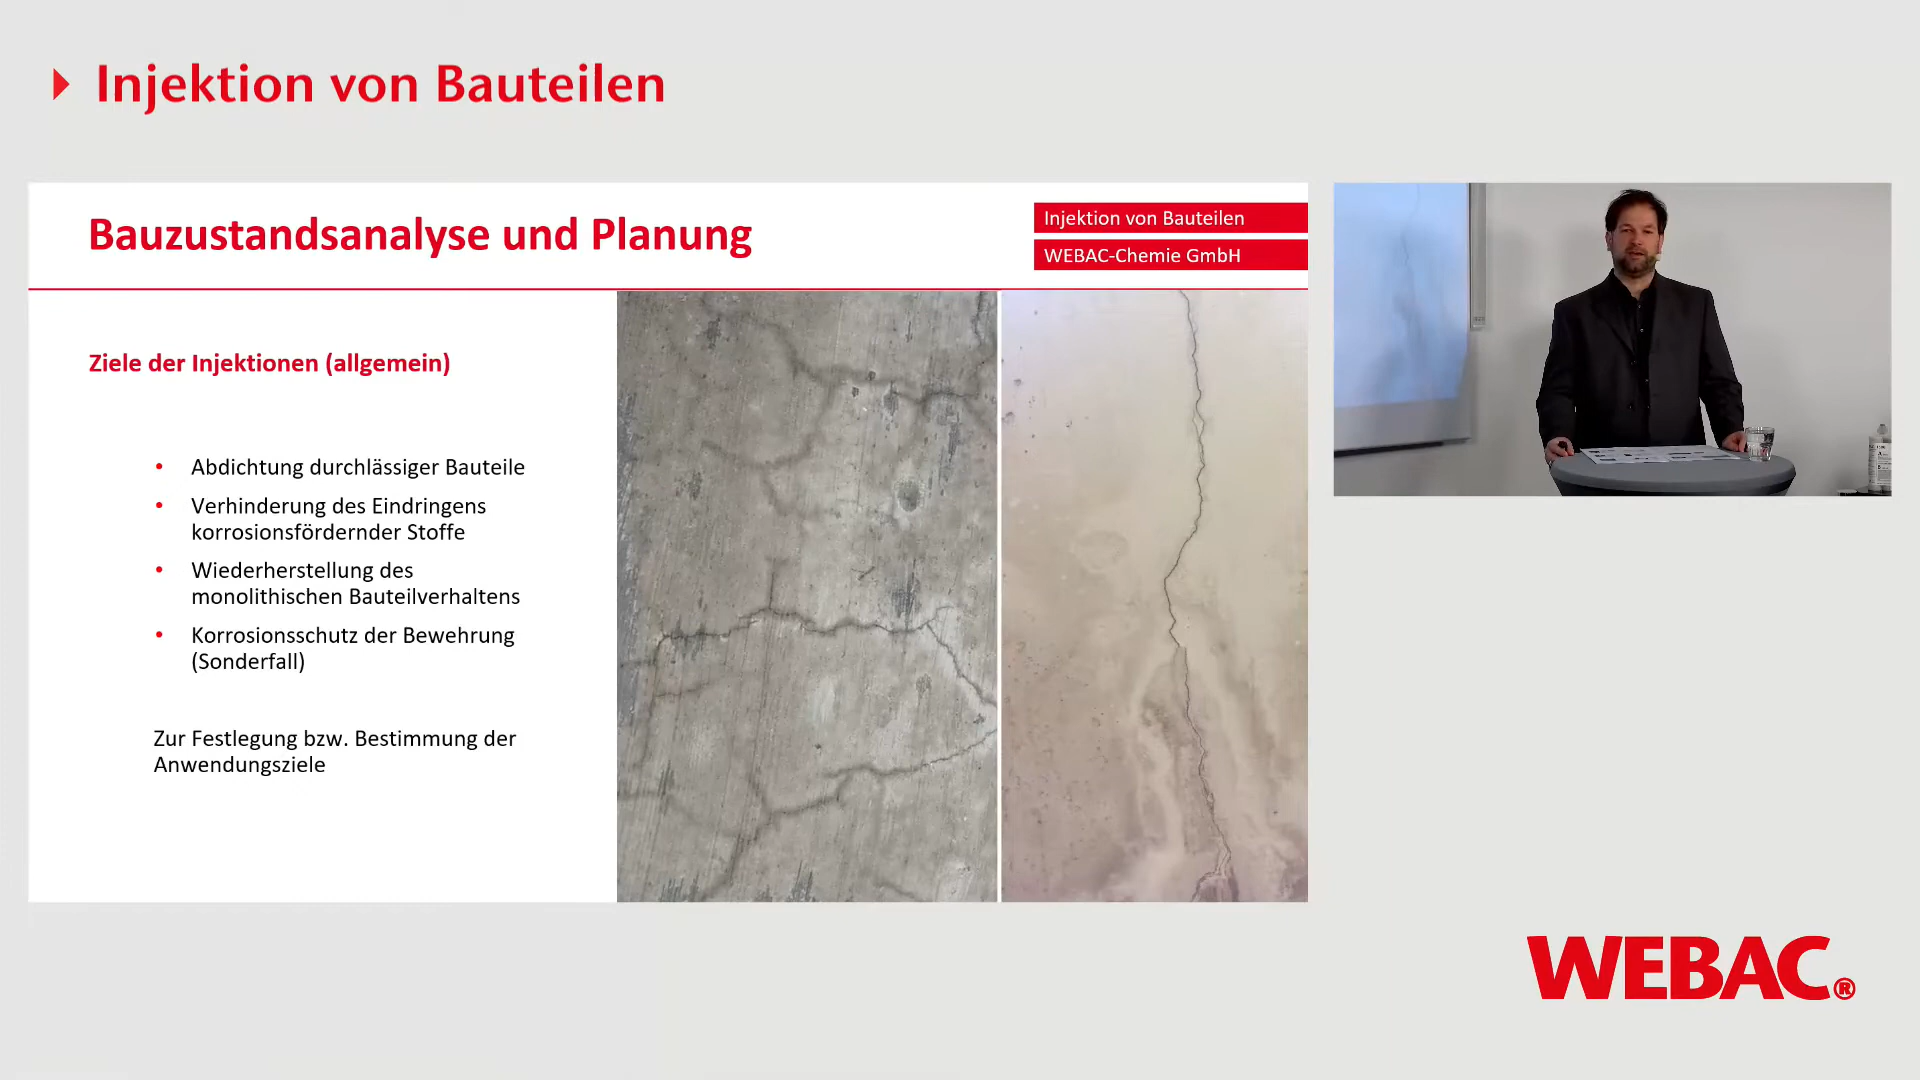 Injektion von Bauteilen
Bauzustandsanalyse und Planung
Injektion von Bauteilen
WEBAC-Chemie GmbH
Ziele der Injektionen (allgemein)
• Abdichtung durchlässiger Bauteile
• Verhinderung des Eindringens
korrosionsfördernder Stoffe
• Wiederherstellung des
monolithischen Bauteilverhaltens
• Korrosionsschutz der Bewehrung
(Sonderfall)
Zur Festlegung bzw. Bestimmung der
Anwendungsziele
WEBAC®